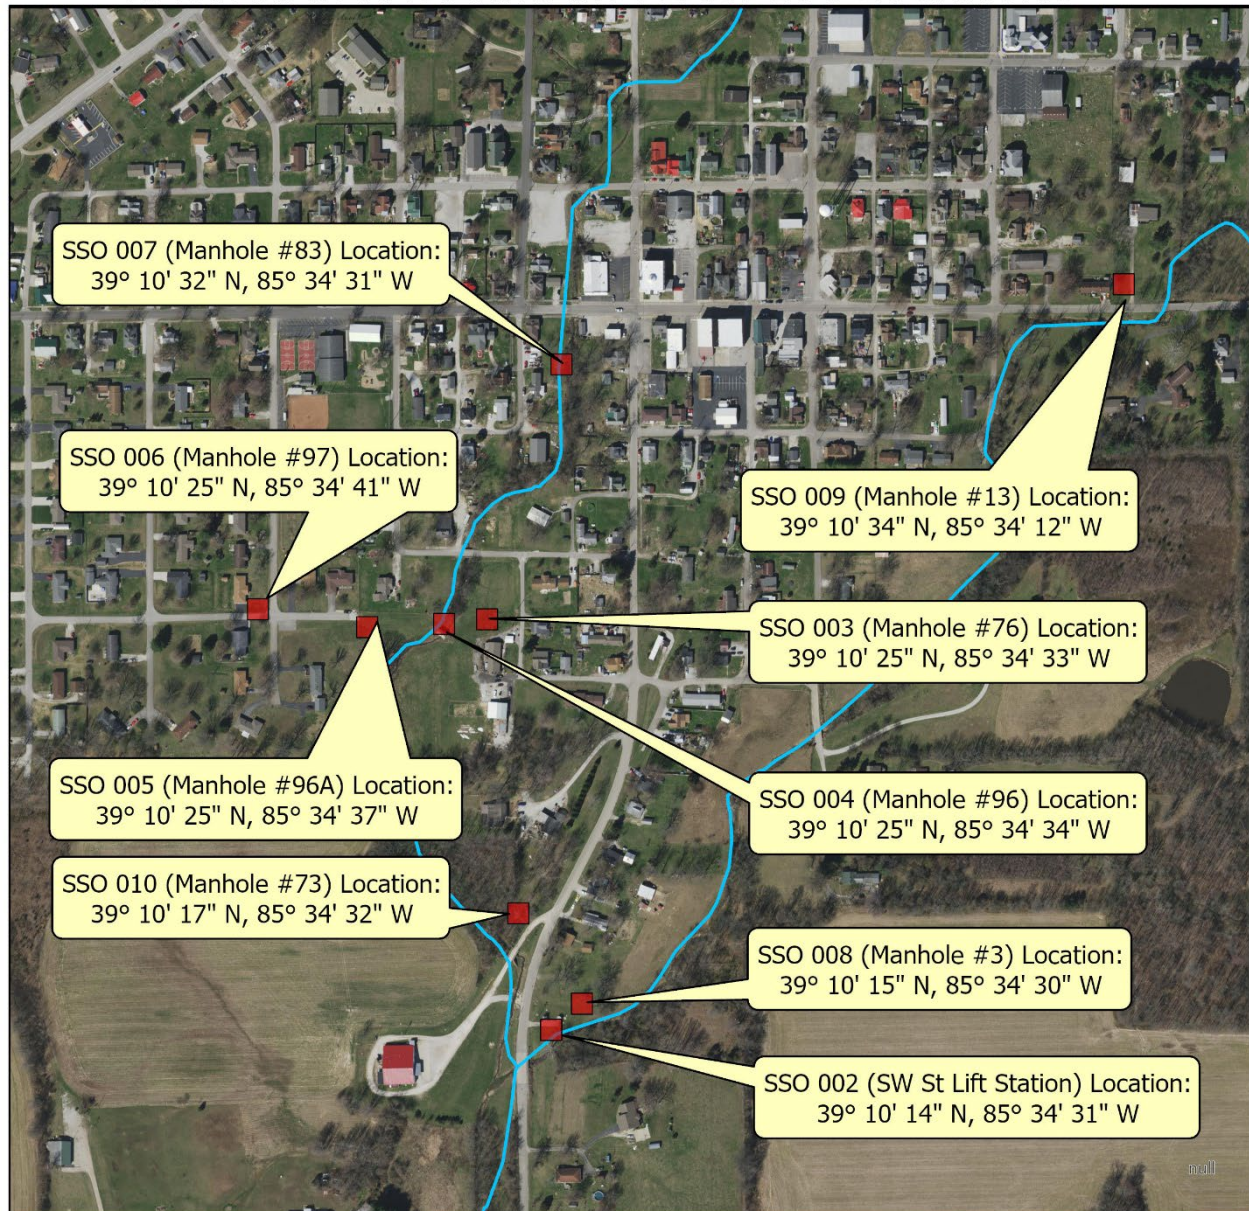 SSO 007 (Manhole #83) Location:
39° 10' 32" N, 85° 34' 31" W
SSO 006 (Manhole #97) Location:
39° 10' 25" N, 85° 34' 41" W
SSO 009 (Manhole #13) Location:
39° 10' 34" N, 85° 34' 12" W
SSO 003 (Manhole #76) Location:
39° 10' 25" N, 85° 34' 33" W
SSO 005 (Manhole #96A) Location:
39° 10' 25" N, 85° 34' 37" W
SSO 004 (Manhole #96) Location:
39° 10' 25" N, 85° 34' 34" W
SSO 010 (Manhole #73) Location:
39° 10' 17" N, 85° 34' 32" W
SSO 008 (Manhole #3) Location:
39° 10' 15" N, 85° 34' 30" W
SSO 002 (SW St Lift Station) Location:
39° 10' 14" N, 85° 34' 31" W
null